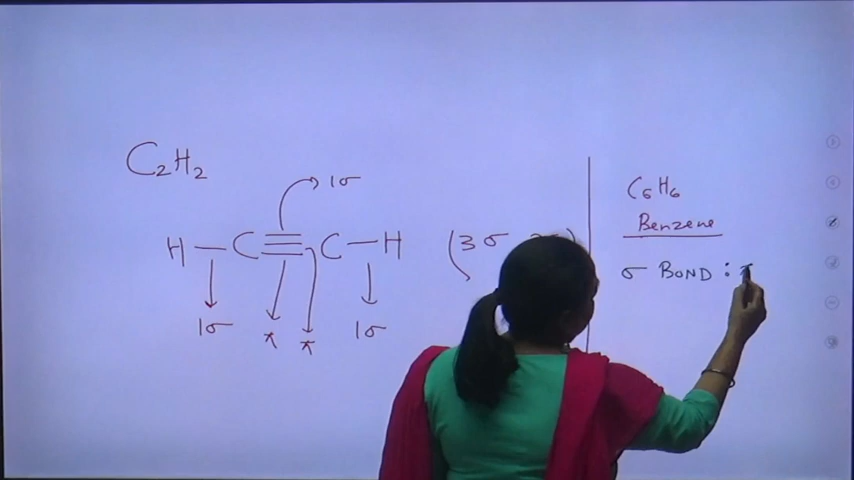 C2H2
1σ
H — C ≡ C — H
(3σ
1σ
π
π
1σ
C6H6
Benzene
σ BOND : π